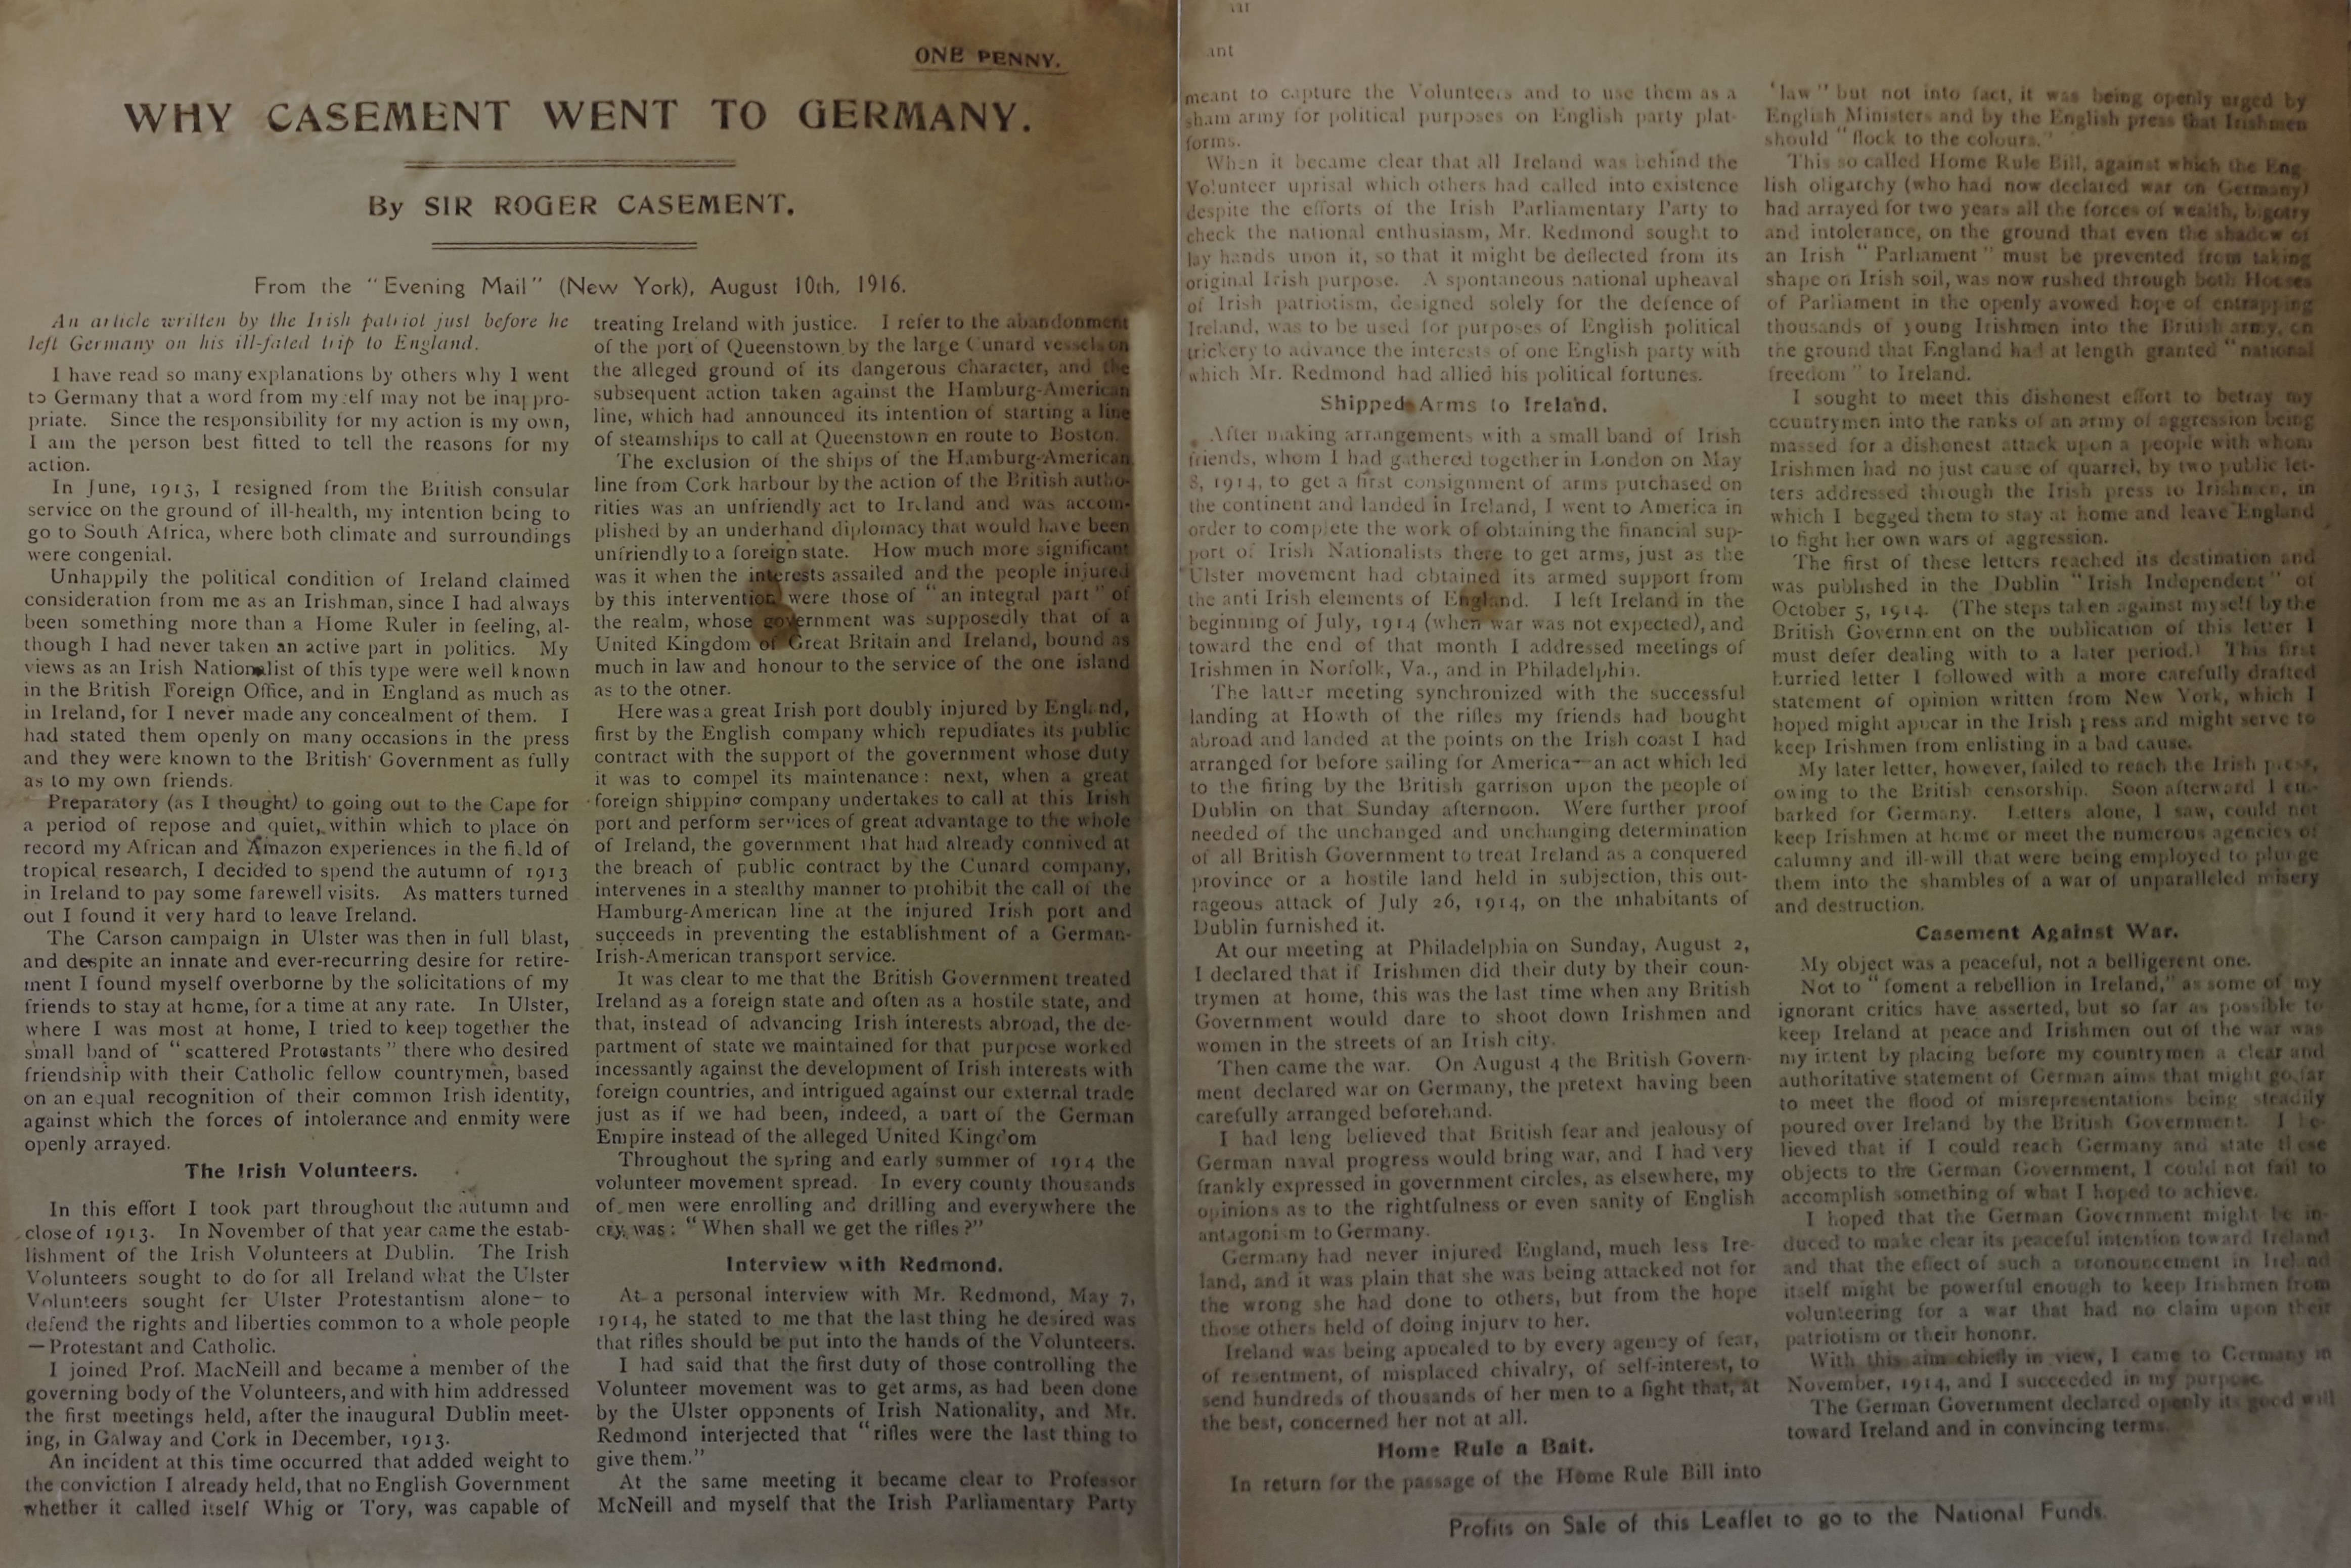 ONE PENNY.
WHY CASEMENT WENT TO GERMANY.
By SIR ROGER CASEMENT.
From the "Evening Mail" (New York), August 10th, 1916.
An article written by the Irish patriot just before he
left Germany on his ill-fated trip to England.
I have read so many explanations by others why I went
to Germany that a word from myself may not be inappro-
priate. Since the responsibility for my action is my own,
I am the person best fitted to tell the reasons for my
action.
In June, 1913, I resigned from the British consular
service on the ground of ill-health, my intention being to
go to South Africa, where both climate and surroundings
were congenial.
Unhappily the political condition of Ireland claimed
consideration from me as an Irishman, since I had always
been something more than a Home Ruler in feeling, al-
though I had never taken an active part in politics. My
views as an Irish Nationalist of this type were well known
in the British Foreign Office, and in England as much as
in Ireland, for I never made any concealment of them. I
had stated them openly on many occasions in the press
and they were known to the British Government as fully
as to my own friends.
Preparatory (as I thought) to going out to the Cape for
a period of repose and quiet, within which to place on
record my African and Amazon experiences in the field of
tropical research, I decided to spend the autumn of 1913
in Ireland to pay some farewell visits. As matters turned
out I found it very hard to leave Ireland.
The Carson campaign in Ulster was then in full blast,
and despite an innate and ever-recurring desire for retire-
ment I found myself overborne by the solicitations of my
friends to stay at home, for a time at any rate. In Ulster,
where I was most at home, I tried to keep together the
small band of "scattered Protestants" there who desired
friendship with their Catholic fellow countrymen, based
on an equal recognition of their common Irish identity,
against which the forces of intolerance and enmity were
openly arrayed.
The Irish Volunteers.
In this effort I took part throughout the autumn and
close of 1913. In November of that year came the estab-
lishment of the Irish Volunteers at Dublin. The Irish
Volunteers sought to do for all Ireland what the Ulster
Volunteers sought for Ulster Protestantism alone—to
defend the rights and liberties common to a whole people
—Protestant and Catholic.
I joined Prof. MacNeill and became a member of the
governing body of the Volunteers, and with him addressed
the first meetings held, after the inaugural Dublin meet-
ing, in Galway and Cork in December, 1913.
An incident at this time occurred that added weight to
the conviction I already held, that no English Government
whether it called itself Whig or Tory, was capable of
treating Ireland with justice. I refer to the abandonment
of the port of Queenstown by the large Cunard vessels on
the alleged ground of its dangerous character, and the
subsequent action taken against the Hamburg-American
line, which had announced its intention of starting a line
of steamships to call at Queenstown en route to Boston.
The exclusion of the ships of the Hamburg-American
line from Cork harbour by the action of the British autho-
rities was an unfriendly act to Ireland and was accom-
plished by an underhand diplomacy that would have been
unfriendly to a foreign state. How much more significant
was it when the interests assailed and the people injured
by this intervention were those of "an integral part" of
the realm, whose government was supposedly that of a
United Kingdom of Great Britain and Ireland, bound as
much in law and honour to the service of the one island
as to the otner.
Here was a great Irish port doubly injured by England,
first by the English company which repudiates its public
contract with the support of the government whose duty
it was to compel its maintenance: next, when a great
foreign shipping company undertakes to call at this Irish
port and perform services of great advantage to the whole
of Ireland, the government that had already connived at
the breach of public contract by the Cunard company,
intervenes in a stealthy manner to prohibit the call of the
Hamburg-American line at the injured Irish port and
succeeds in preventing the establishment of a German-
Irish-American transport service.
It was clear to me that the British Government treated
Ireland as a foreign state and often as a hostile state, and
that, instead of advancing Irish interests abroad, the de-
partment of state we maintained for that purpose worked
incessantly against the development of Irish interests with
foreign countries, and intrigued against our external trade
just as if we had been, indeed, a part of the German
Empire instead of the alleged United Kingdom
Throughout the spring and early summer of 1914 the
volunteer movement spread. In every county thousands
of men were enrolling and drilling and everywhere the
cry was: "When shall we get the rifles?"
Interview with Redmond.
At a personal interview with Mr. Redmond, May 7,
1914, he stated to me that the last thing he desired was
that rifles should be put into the hands of the Volunteers.
I had said that the first duty of those controlling the
Volunteer movement was to get arms, as had been done
by the Ulster opponents of Irish Nationality, and Mr.
Redmond interjected that "rifles were the last thing to
give them."
At the same meeting it became clear to Professor
McNeill and myself that the Irish Parliamentary Party
ant
meant to capture the Volunteers and to use them as a
sham army for political purposes on English party plat-
forms.
When it became clear that all Ireland was behind the
Volunteer uprisal which others had called into existence
despite the efforts of the Irish Parliamentary Party to
check the national enthusiasm, Mr. Redmond sought to
lay hands upon it, so that it might be deflected from its
original Irish purpose. A spontaneous national upheaval
of Irish patriotism, designed solely for the defence of
Ireland, was to be used for purposes of English political
trickery to advance the interests of one English party with
which Mr. Redmond had allied his political fortunes.
Shipped Arms to Ireland.
After making arrangements with a small band of Irish
friends, whom I had gathered together in London on May
8, 1914, to get a first consignment of arms purchased on
the continent and landed in Ireland, I went to America in
order to complete the work of obtaining the financial sup-
port of Irish Nationalists there to get arms, just as the
Ulster movement had obtained its armed support from
the anti Irish elements of England. I left Ireland in the
beginning of July, 1914 (when war was not expected), and
toward the end of that month I addressed meetings of
Irishmen in Norfolk, Va., and in Philadelphia.
The latter meeting synchronized with the successful
landing at Howth of the rifles my friends had bought
abroad and landed at the points on the Irish coast I had
arranged for before sailing for America—an act which led
to the firing by the British garrison upon the people of
Dublin on that Sunday afternoon. Were further proof
needed of the unchanged and unchanging determination
of all British Government to treat Ireland as a conquered
province or a hostile land held in subjection, this out-
rageous attack of July 26, 1914, on the inhabitants of
Dublin furnished it.
At our meeting at Philadelphia on Sunday, August 2,
I declared that if Irishmen did their duty by their coun-
trymen at home, this was the last time when any British
Government would dare to shoot down Irishmen and
women in the streets of an Irish city.
Then came the war. On August 4 the British Govern-
ment declared war on Germany, the pretext having been
carefully arranged beforehand.
I had leng believed that British fear and jealousy of
German naval progress would bring war, and I had very
frankly expressed in government circles, as elsewhere, my
opinions as to the rightfulness or even sanity of English
antagonism to Germany.
Germany had never injured England, much less Ire-
land, and it was plain that she was being attacked not for
the wrong she had done to others, but from the hope
those others held of doing injury to her.
Ireland was being appealed to by every agency of fear,
of resentment, of misplaced chivalry, of self-interest, to
send hundreds of thousands of her men to a fight that, at
the best, concerned her not at all.
Home Rule a Bait.
In return for the passage of the Home Rule Bill into
"law" but not into fact, it was being openly urged by
English Ministers and by the English press that Irishmen
should "flock to the colours."
This so called Home Rule Bill, against which the Eng
lish oligarchy (who had now declared war on Germany)
had arrayed for two years all the forces of wealth, bigotry
and intolerance, on the ground that even the shadow of
an Irish "Parliament" must be prevented from taking
shape on Irish soil, was now rushed through both Houses
of Parliament in the openly avowed hope of entrapping
thousands of young Irishmen into the British army, on
the ground that England had at length granted "national
freedom" to Ireland.
I sought to meet this dishonest effort to betray my
countrymen into the ranks of an army of aggression being
massed for a dishonest attack upon a people with whom
Irishmen had no just cause of quarrel, by two public let-
ters addressed through the Irish press to Irishmen, in
which I begged them to stay at home and leave England
to fight her own wars of aggression.
The first of these letters reached its destination and
was published in the Dublin "Irish Independent" of
October 5, 1914. (The steps taken against myself by the
British Government on the publication of this letter I
must defer dealing with to a later period.) This first
hurried letter I followed with a more carefully drafted
statement of opinion written from New York, which I
hoped might appear in the Irish press and might serve to
keep Irishmen from enlisting in a bad cause.
My later letter, however, failed to reach the Irish press,
owing to the British censorship. Soon afterward I em-
barked for Germany. Letters alone, I saw, could not
keep Irishmen at home or meet the numerous agencies of
calumny and ill-will that were being employed to plunge
them into the shambles of a war of unparalleled misery
and destruction.
Casement Against War.
My object was a peaceful, not a belligerent one.
Not to "foment a rebellion in Ireland," as some of my
ignorant critics have asserted, but so far as possible to
keep Ireland at peace and Irishmen out of the war was
my intent by placing before my countrymen a clear and
authoritative statement of German aims that might go far
to meet the flood of misrepresentations being steadily
poured over Ireland by the British Government. I be-
lieved that if I could reach Germany and state these
objects to the German Government, I could not fail to
accomplish something of what I hoped to achieve.
I hoped that the German Government might be in-
duced to make clear its peaceful intention toward Ireland
and that the effect of such a pronouncement in Ireland
itself might be powerful enough to keep Irishmen from
volunteering for a war that had no claim upon their
patriotism or their honour.
With this aim chiefly in view, I came to Germany in
November, 1914, and I succeeded in my purpose.
The German Government declared openly its good will
toward Ireland and in convincing terms.
Profits on Sale of this Leaflet to go to the National Funds.